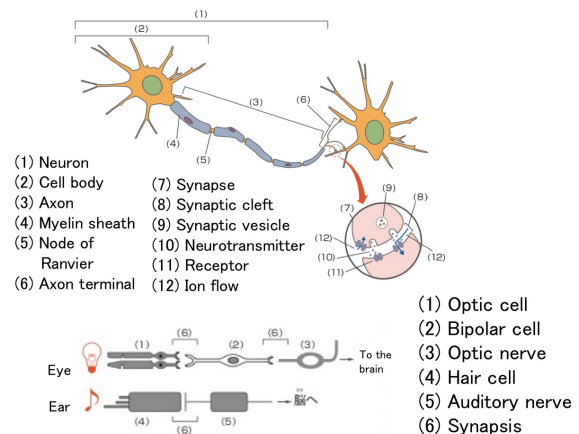 (1)
(2)
(3)
(6)
(4)
(5)
(1) Neuron
(2) Cell body
(3) Axon
(4) Myelin sheath
(5) Node of
Ranvier
(6) Axon terminal
(7) Synapse
(8) Synaptic cleft
(9) Synaptic vesicle
(10) Neurotransmitter
(11) Receptor
(12) Ion flow
(9)
(7)
(8)
(12)
(12)
(10)
(11)
(1)
(6)
(2)
(6)
(3)
Eye
To the
brain
Ear
(4)
(6)
(5)
(1) Optic cell
(2) Bipolar cell
(3) Optic nerve
(4) Hair cell
(5) Auditory nerve
(6) Synapsis